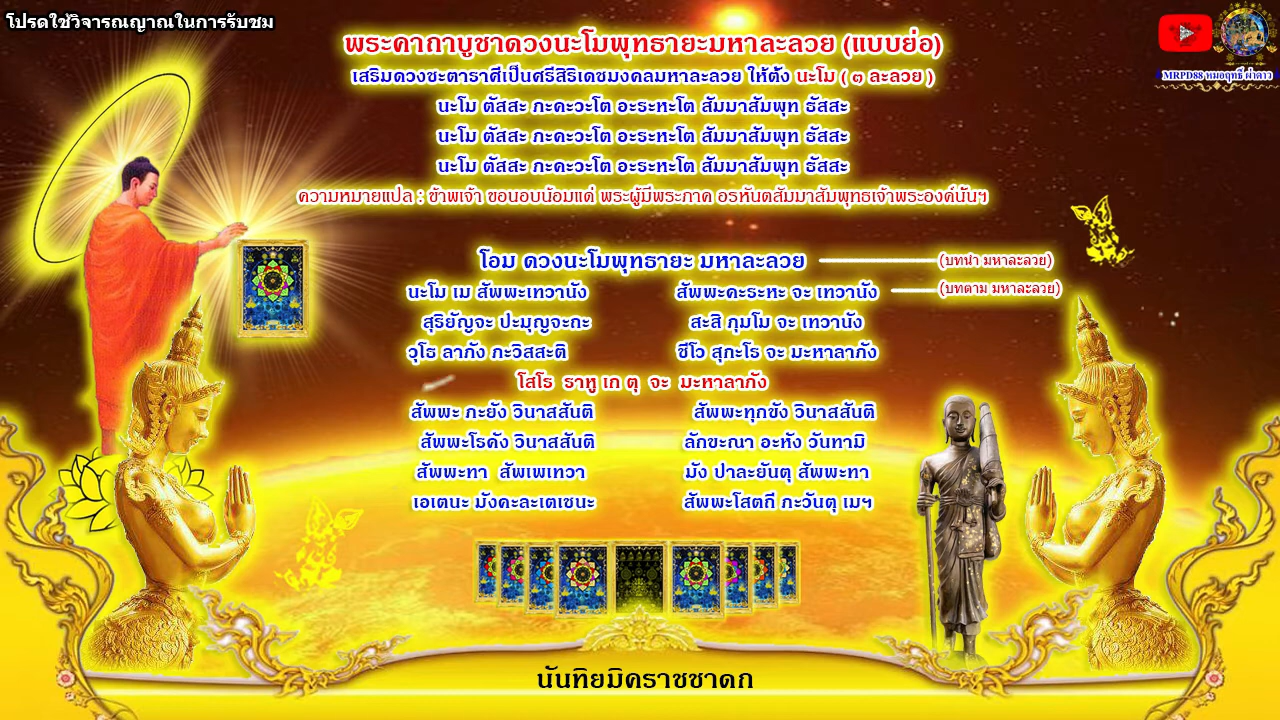 โปรดใช้วิจารณญาณในการรับชม
พระคาถาบูชาดวงนะโมพุทธายะมหาละลวย (แบบย่อ)
เสริมดวงชะตาราศีเป็นศรีสิริเดชมงคลมหาละลวย ให้ตั้ง นะโม ( ๓ ละลวย )
MRPD88 หมอฤทธิ์ ผ่าดาว
นะโม ตัสสะ ภะคะวะโต อะระหะโต สัมมาสัมพุท ธัสสะ
นะโม ตัสสะ ภะคะวะโต อะระหะโต สัมมาสัมพุท ธัสสะ
นะโม ตัสสะ ภะคะวะโต อะระหะโต สัมมาสัมพุท ธัสสะ
ความหมายแปล : ข้าพเจ้า ขอนอบน้อมแด่ พระผู้มีพระภาค อรหันตสัมมาสัมพุทธเจ้าพระองค์นั้นฯ
โอม ดวงนะโมพุทธายะ มหาละลวย (บทนำ มหาละลวย)
นะโม เม สัพพะเทวานัง สัพพะคะระหะ จะ เทวานัง (บทตาม มหาละลวย)
สุริยัญจะ ปะมุญจะถะ สะสิ ภุมโม จะ เทวานัง
วุโธ ลาภัง ภะวิสสะติ ชีโว สุกะโร จะ มะหาลาภัง
โสโร ราหู เก ตุ จะ มะหาลาภัง
สัพพะ ภะยัง วินาสสันติ สัพพะทุกขัง วินาสสันติ
สัพพะโรคัง วินาสสันติ ลักขะณา อะหัง วันทามิ
สัพพะทา สัพเพเทวา มัง ปาละยันตุ สัพพะทา
เอเตนะ มังคะละเตเชนะ สัพพะโสตถี ภะวันตุ เมฯ
นันทิยมิคราชชาดก